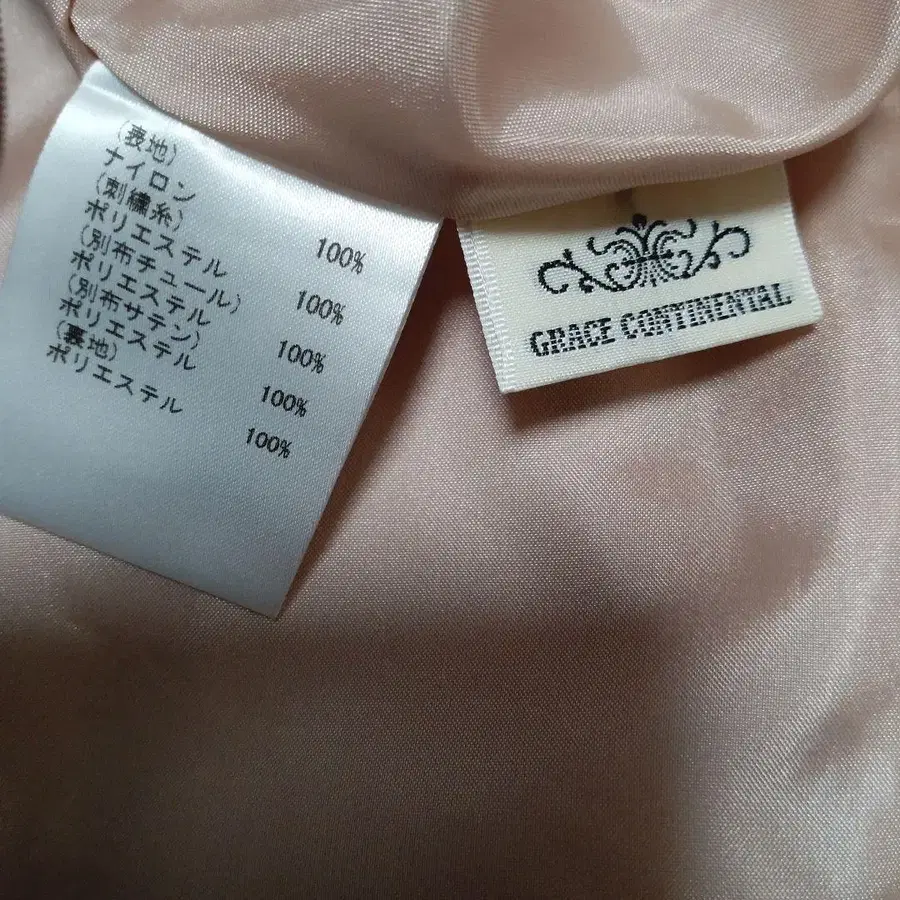 (表地)
ナイロン 100%
(刺繍糸)
ポリエステル 100%
(別布チュール)
ポリエステル 100%
(別布サテン)
ポリエステル 100%
(裏地)
ポリエステル 100%
GRACE CONTINENTAL